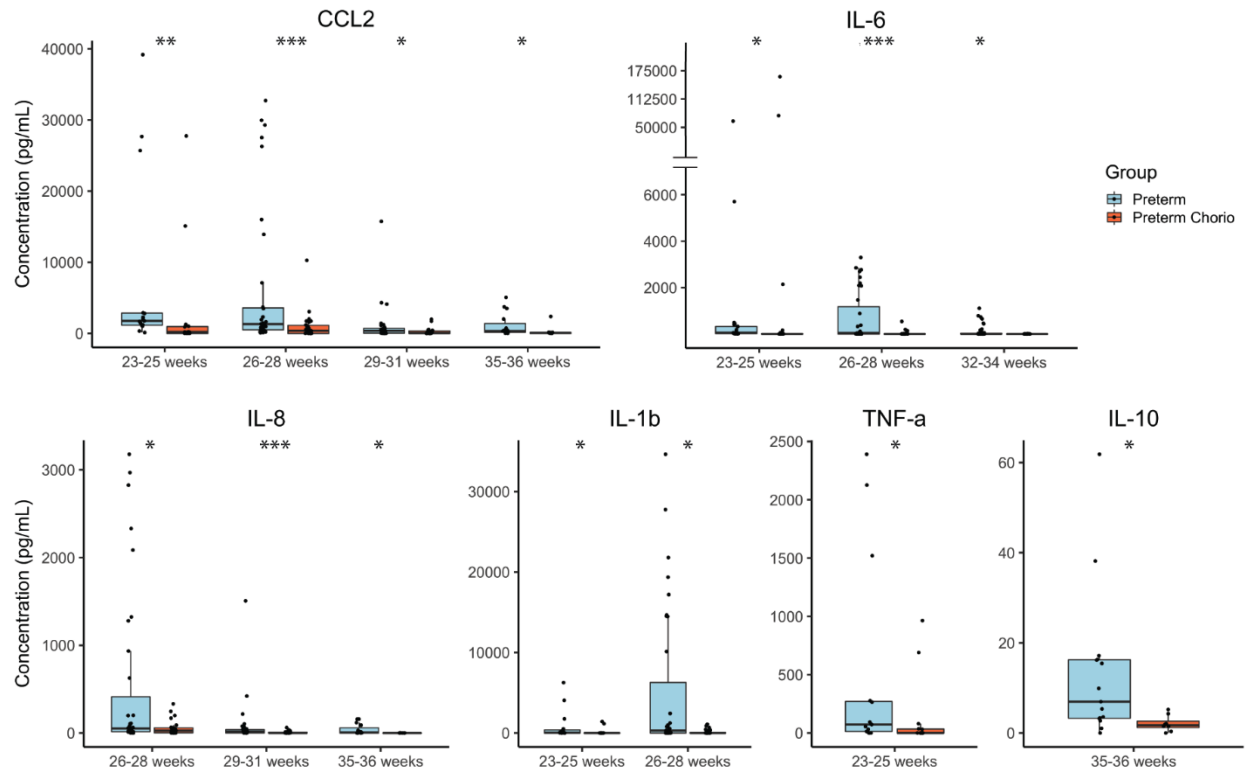 CCL2
** *** * *
40000
30000
20000
10000
0
Concentration (pg/mL)
23-25 weeks 26-28 weeks 29-31 weeks 35-36 weeks
IL-6
* *** *
175000
112500
50000
6000
4000
2000
23-25 weeks 26-28 weeks 32-34 weeks
Group
Preterm
Preterm Chorio
IL-8
* *** *
3000
2000
1000
0
Concentration (pg/mL)
26-28 weeks 29-31 weeks 35-36 weeks
IL-1b
* *
30000
20000
10000
0
23-25 weeks 26-28 weeks
TNF-a
*
2500
2000
1500
1000
500
0
23-25 weeks
IL-10
*
60
40
20
0
35-36 weeks